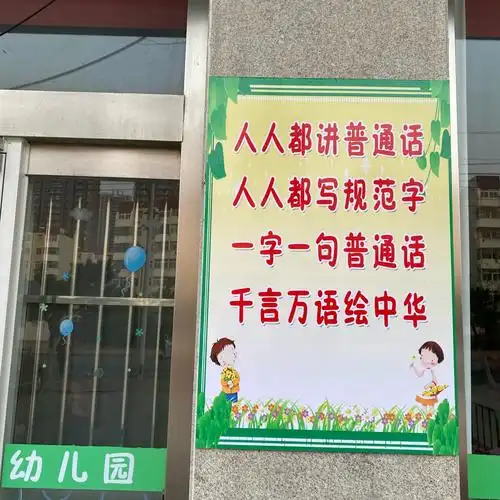 人人都讲普通话
人人都写规范字
一字一句普通话
千言万语绘中华
幼儿园